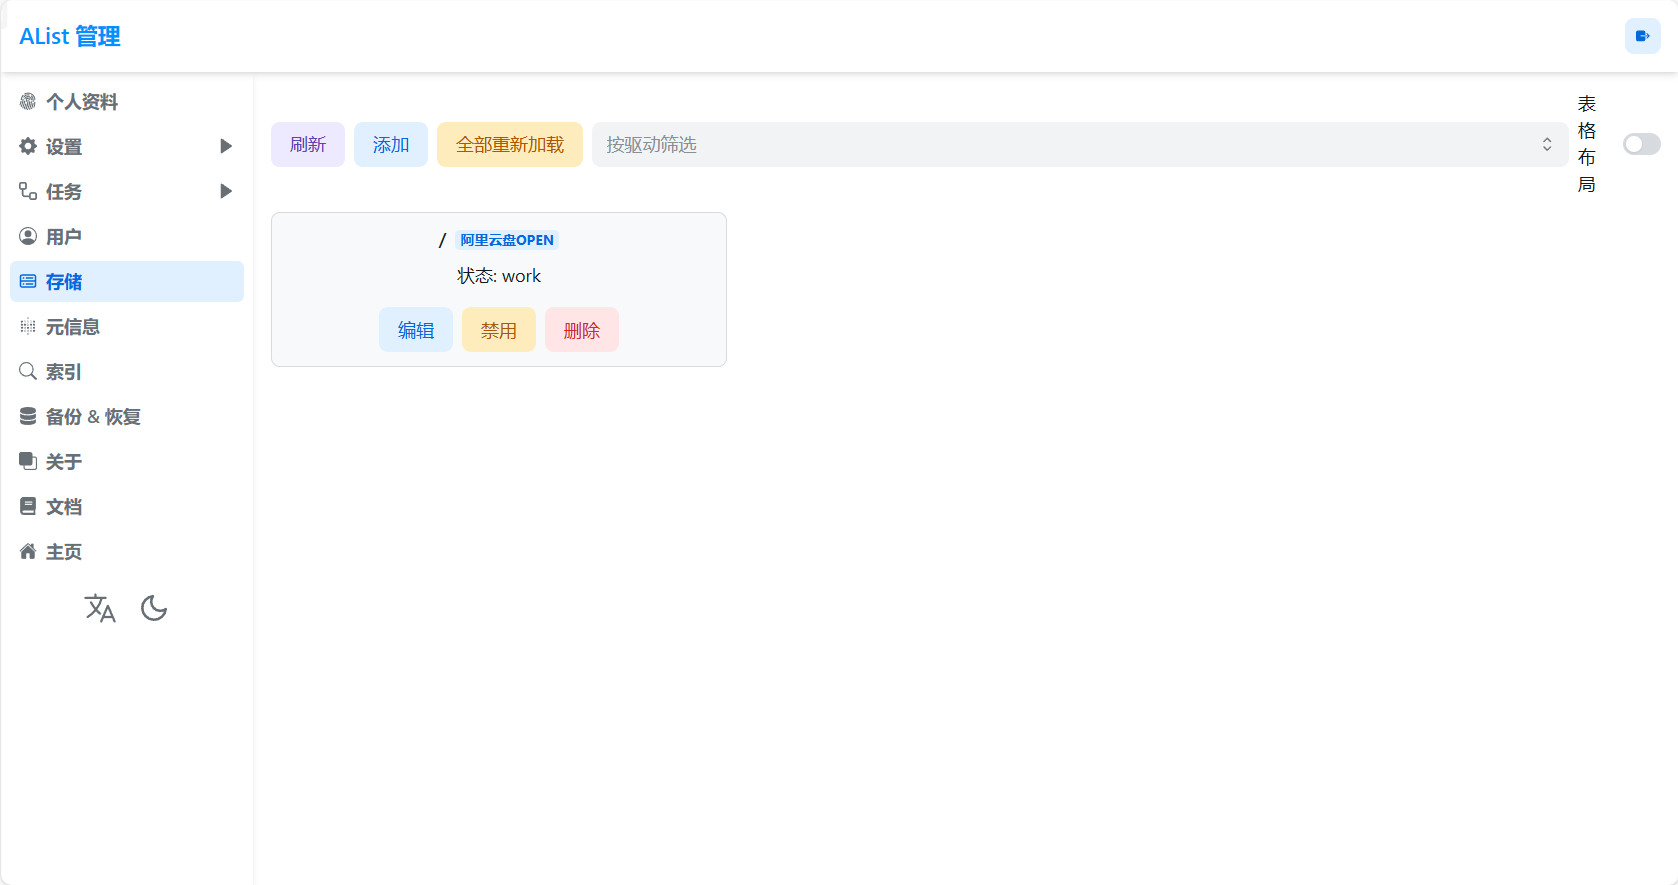 AList 管理
个人资料
设置
任务
用户
存储
元信息
索引
备份 & 恢复
关于
文档
主页
刷新
添加
全部重新加载
按驱动筛选
表格布局
/ 阿里云盘OPEN
状态: work
编辑
禁用
删除